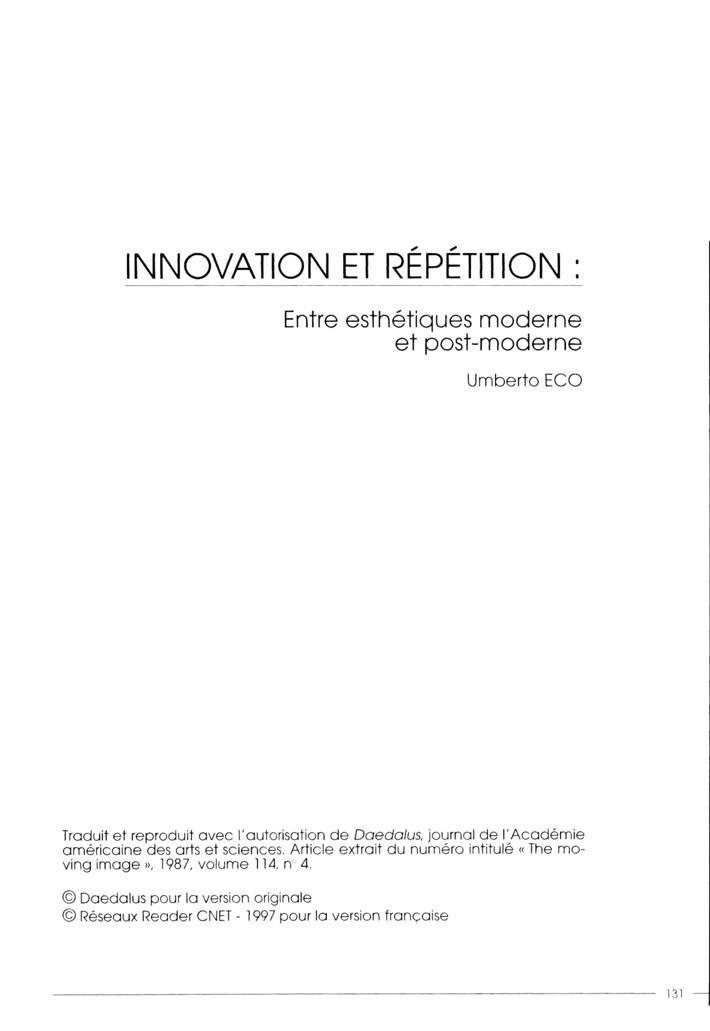 INNOVATION ET RÉPÉTITION :
Entre esthétiques moderne
et post-moderne
Umberto ECO
Traduit et reproduit avec l'autorisation de Daedalus, journal de l'Académie
américaine des arts et sciences. Article extrait du numéro intitulé « The mo-
ving image », 1987, volume 114, n° 4.
© Daedalus pour la version originale
© Réseaux Reader CNET - 1997 pour la version française
131